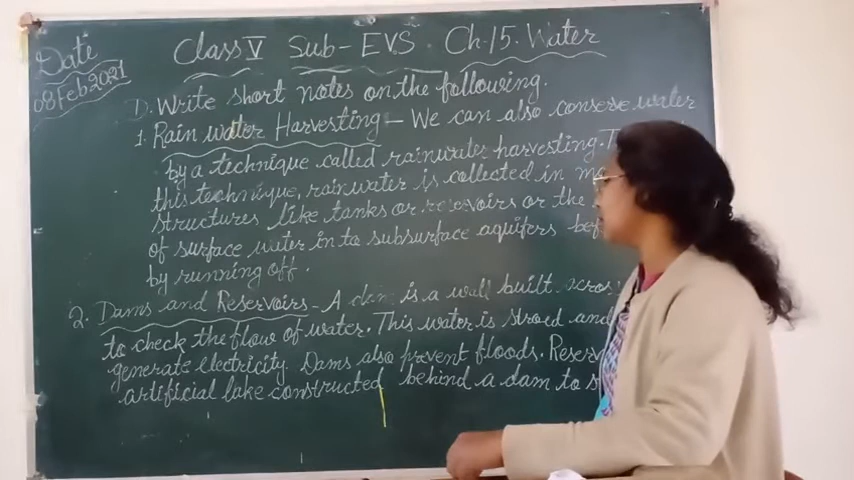 Date
08 Feb 2021
Class V Sub - EVS. Ch.15. Water
D. Write short notes on the following.
1. Rain water Harvesting - We can also conserve water
by a technique called rainwater harvesting.
this technique, rainwater is collected in
structures like tanks or reservoirs or the
of surface water in to subsurface aquifers
by running off.
2. Dams and Reservoirs - A dam is a wall built
to check the flow of water. This water is stroed and
generate electricity. Dams also prevent floods.
artificial lake constructed behind a dam to